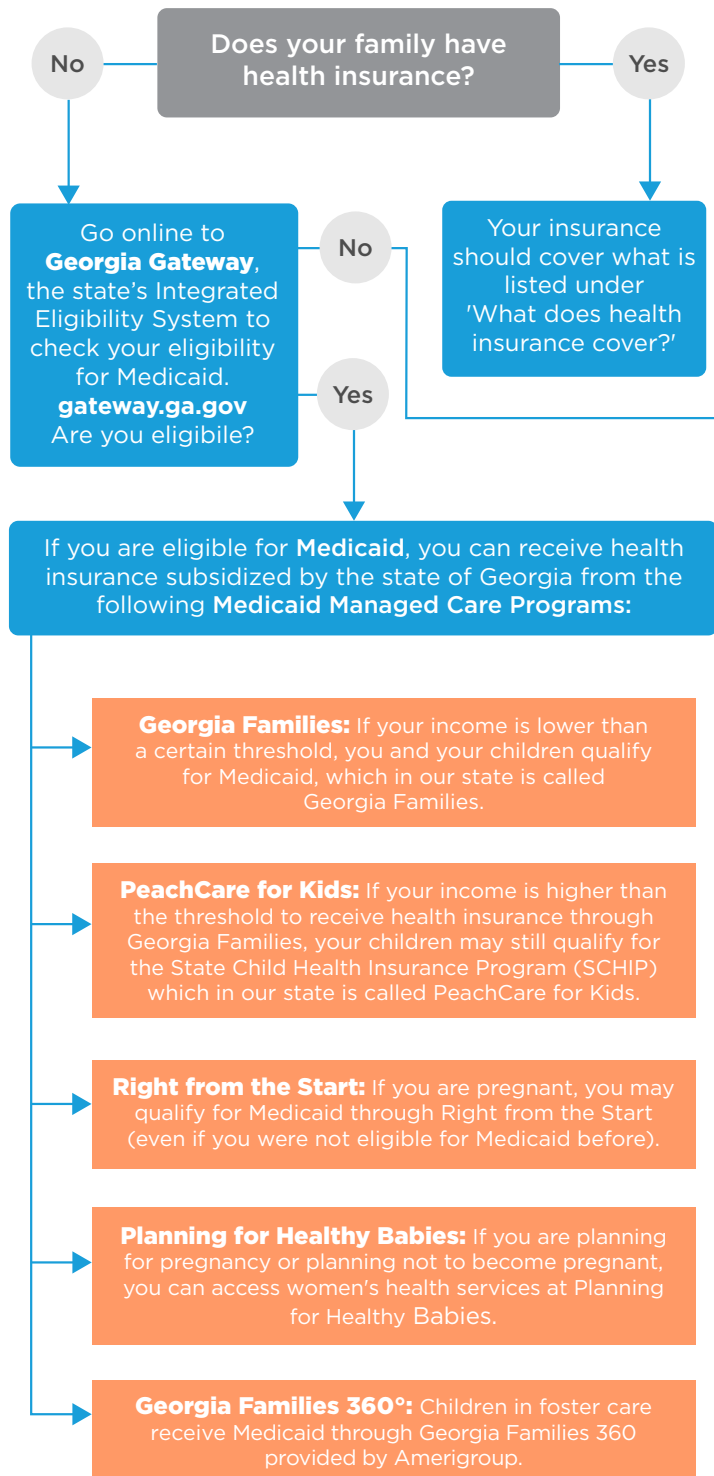 Does your family have
health insurance?
No
Yes
Go online to
Georgia Gateway,
the state's Integrated
Eligibility System to
check your eligibility
for Medicaid.
gateway.ga.gov
Are you eligibile?
No
Yes
Your insurance
should cover what is
listed under
'What does health
insurance cover?'
If you are eligible for Medicaid, you can receive health
insurance subsidized by the state of Georgia from the
following Medicaid Managed Care Programs:
Georgia Families: If your income is lower than
a certain threshold, you and your children qualify
for Medicaid, which in our state is called
Georgia Families.
PeachCare for Kids: If your income is higher than
the threshold to receive health insurance through
Georgia Families, your children may still qualify for
the State Child Health Insurance Program (SCHIP)
which in our state is called PeachCare for Kids.
Right from the Start: If you are pregnant, you may
qualify for Medicaid through Right from the Start
(even if you were not eligible for Medicaid before).
Planning for Healthy Babies: If you are planning
for pregnancy or planning not to become pregnant,
you can access women's health services at Planning
for Healthy Babies.
Georgia Families 360°: Children in foster care
receive Medicaid through Georgia Families 360
provided by Amerigroup.